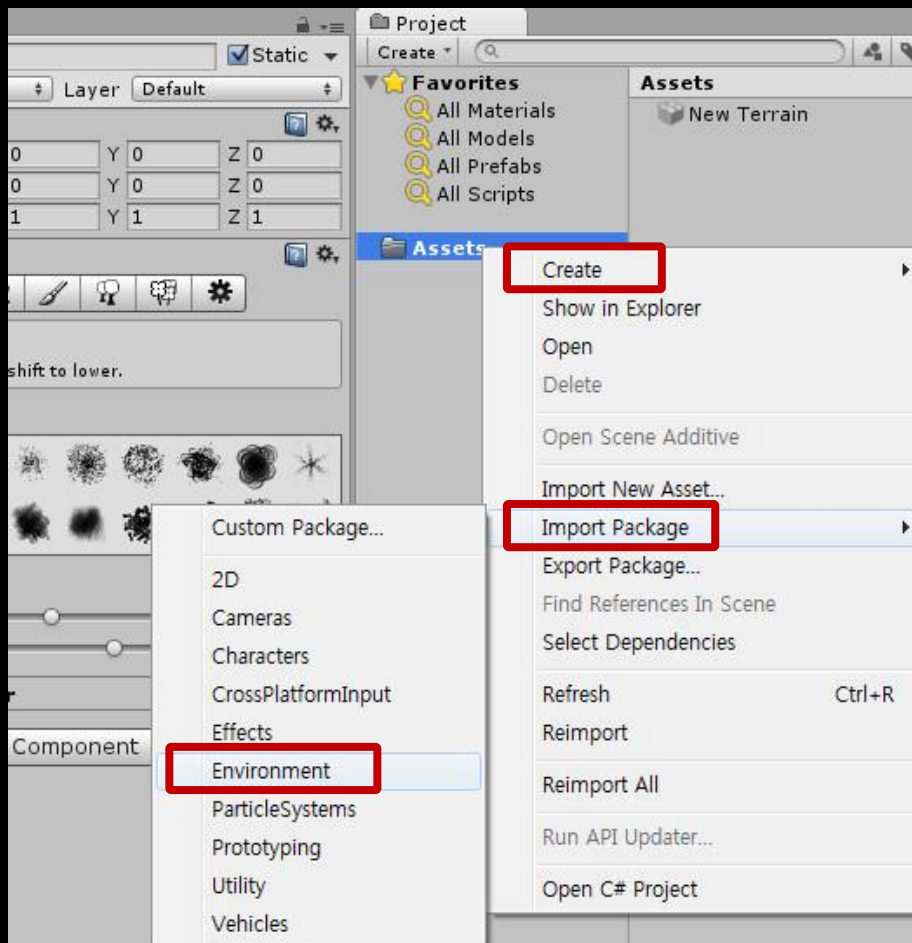 Project
Static
Create
Layer Default
Favorites
Assets
All Materials
New Terrain
All Models
All Prefabs
All Scripts
0 Y 0 Z 0
0 Y 0 Z 0
1 Y 1 Z 1
Assets
Create
Show in Explorer
Open
Delete
shift to lower.
Open Scene Additive
Import New Asset...
Import Package
Export Package...
Find References In Scene
Select Dependencies
Refresh Ctrl+R
Reimport
Reimport All
Run API Updater...
Open C# Project
Custom Package...
2D
Cameras
Characters
CrossPlatformInput
Effects
Component
Environment
ParticleSystems
Prototyping
Utility
Vehicles